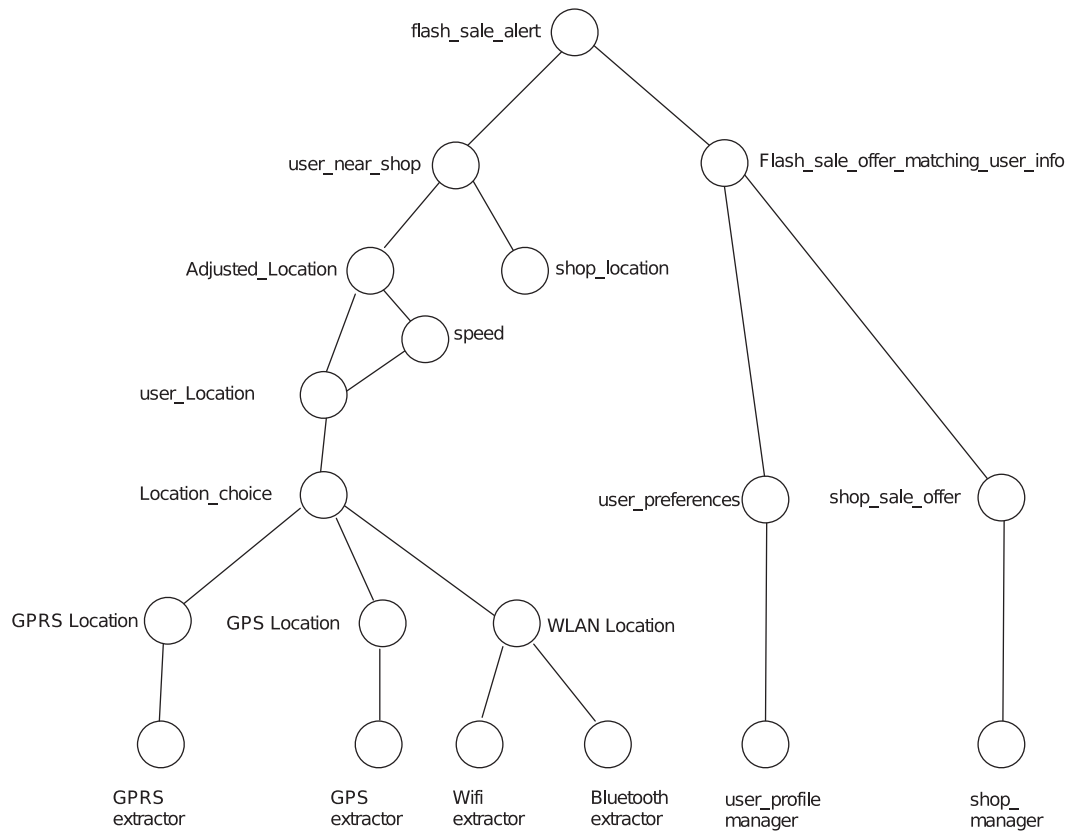 flash_sale_alert
user_near_shop
Flash_sale_offer_matching_user_info
Adjusted_Location
shop_location
speed
user_Location
Location_choice
user_preferences
shop_sale_offer
GPRS Location
GPS Location
WLAN Location
GPRS
extractor
GPS
extractor
Wifi
extractor
Bluetooth
extractor
user_profile
manager
shop_
manager